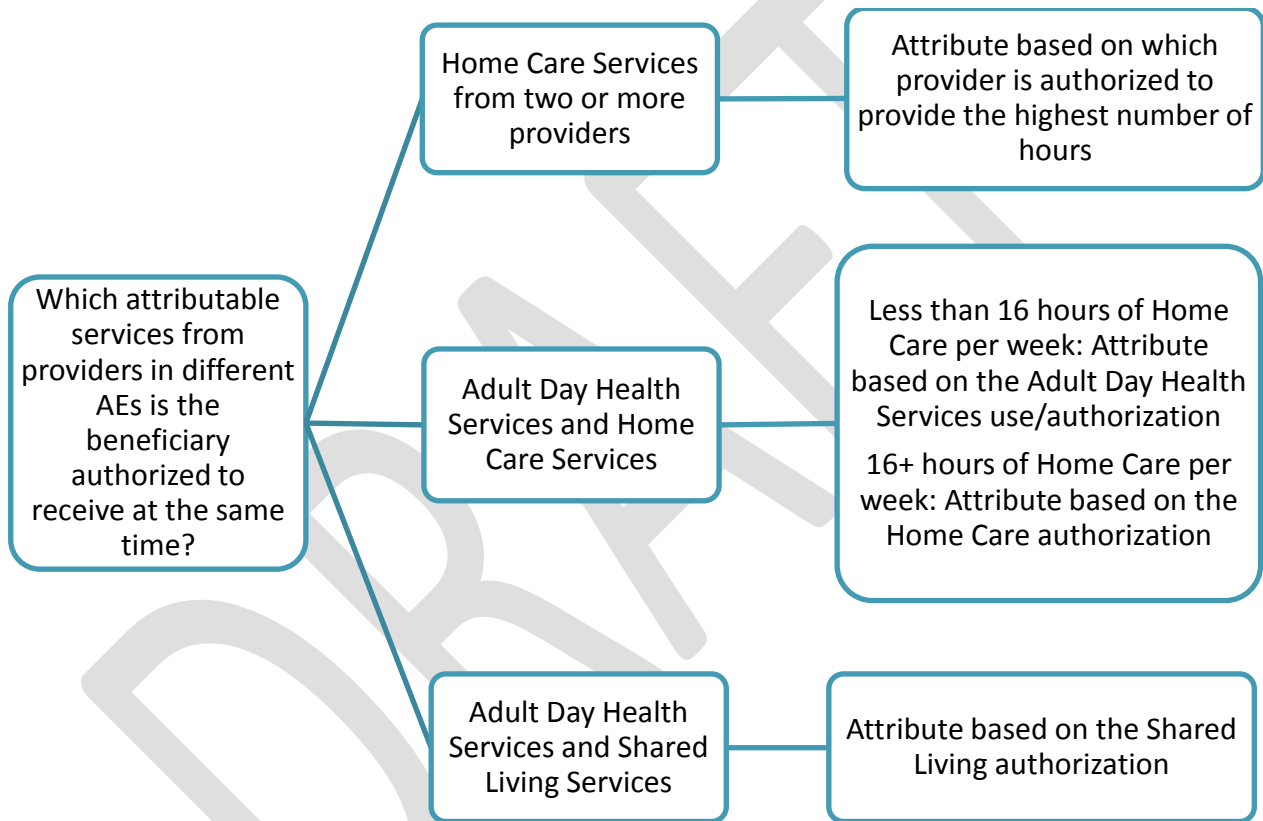 Which attributable
services from
providers in different
AEs is the
beneficiary
authorized to
receive at the same
time?
Home Care Services
from two or more
providers
Attribute based on which
provider is authorized to
provide the highest number of
hours
Adult Day Health
Services and Home
Care Services
Less than 16 hours of Home
Care per week: Attribute
based on the Adult Day Health
Services use/authorization
16+ hours of Home Care per
week: Attribute based on the
Home Care authorization
Adult Day Health
Services and Shared
Living Services
Attribute based on the Shared
Living authorization
DRAFT